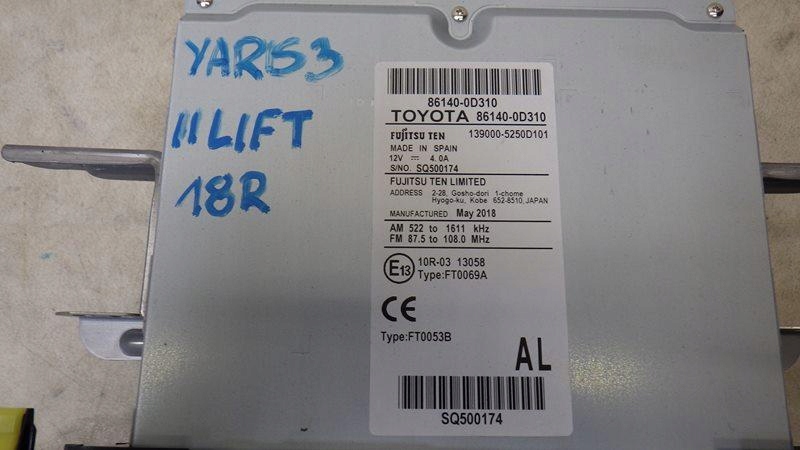 YARIS3
II LIFT
18R
86140-0D310
TOYOTA 86140-0D310
FUJITSU TEN 139000-5250D101
MADE IN SPAIN
12V ⎓ 4.0A
S/NO. SQ500174
FUJITSU TEN LIMITED
ADDRESS 2-28, Gosho-dori 1-chome
Hyogo-ku, Kobe 652-8510, JAPAN
MANUFACTURED May 2018
AM 522 to 1611 kHz
FM 87.5 to 108.0 MHz
E13 10R-03 13058
Type:FT0069A
CE
Type:FT0053B
AL
SQ500174